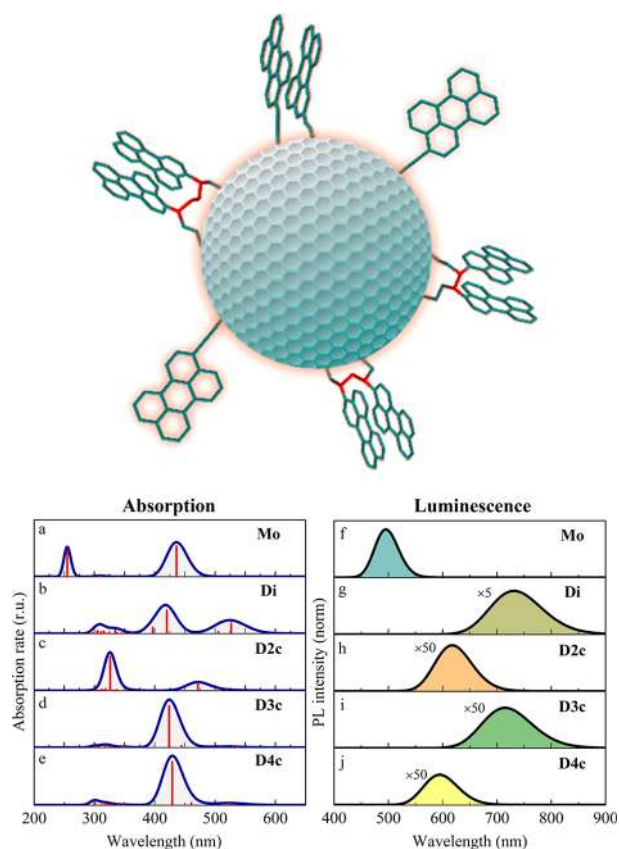 Absorption
Luminescence
a
Mo
b
Di
c
D2c
d
D3c
e
D4c
Absorption rate (r.u.)
200 300 400 500 600
Wavelength (nm)
f
Mo
g
×5
Di
h
×50
D2c
i
×50
D3c
j
×50
D4c
PL intensity (norm)
400 500 600 700 800 900
Wavelength (nm)